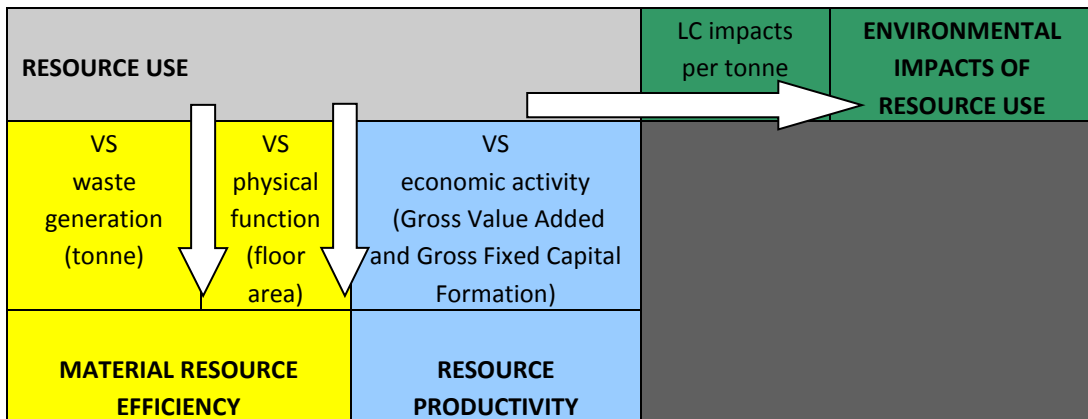 RESOURCE USE
LC impacts
per tonne
ENVIRONMENTAL
IMPACTS OF
RESOURCE USE
VS
waste
generation
(tonne)
VS
physical
function
(floor
area)
VS
economic activity
(Gross Value Added
and Gross Fixed Capital
Formation)
MATERIAL RESOURCE
EFFICIENCY
RESOURCE
PRODUCTIVITY